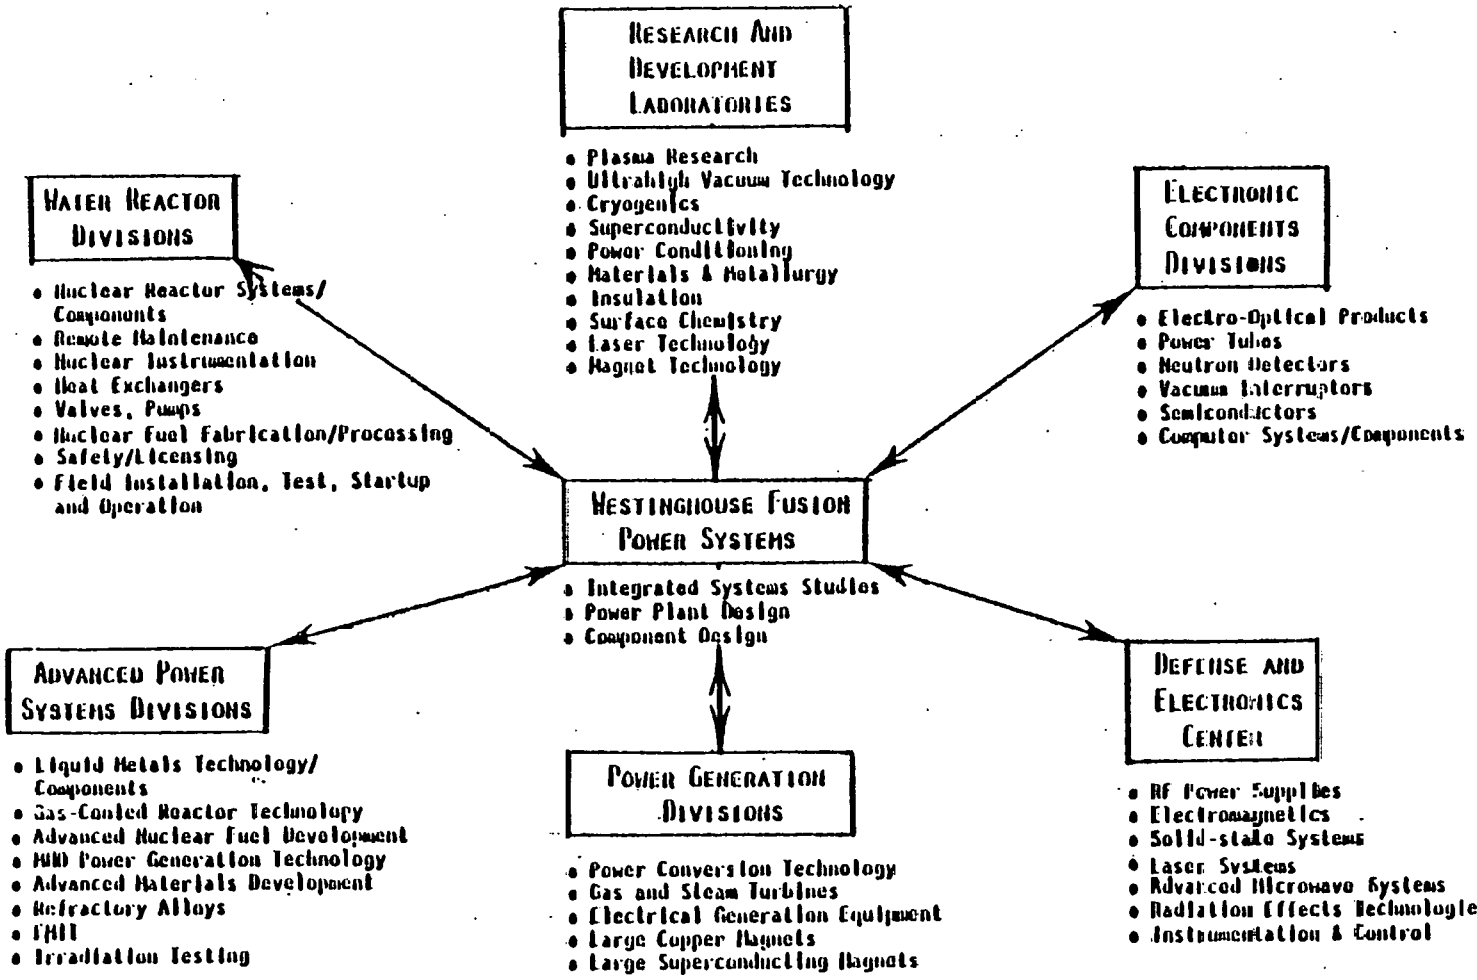 RESEARCH AND
DEVELOPMENT
LABORATORIES
• Plasma Research
• Ultrahigh Vacuum Technology
• Cryogenics
• Superconductivity
• Power Conditioning
• Materials & Metallurgy
• Insulation
• Surface Chemistry
• Laser Technology
• Magnet Technology
WATER REACTOR
DIVISIONS
• Nuclear Reactor Systems/
Components
• Remote Maintenance
• Nuclear Instrumentation
• Heat Exchangers
• Valves, Pumps
• Nuclear Fuel Fabrication/Processing
• Safety/Licensing
• Field Installation, Test, Startup
and Operation
ELECTRONIC
COMPONENTS
DIVISIONS
• Electro-Optical Products
• Power Tubes
• Neutron Detectors
• Vacuum Interruptors
• Semiconductors
• Computer Systems/Components
WESTINGHOUSE FUSION
POWER SYSTEMS
• Integrated Systems Studies
• Power Plant Design
• Component Design
ADVANCED POWER
SYSTEMS DIVISIONS
• Liquid Metals Technology/
Components
• Gas-Cooled Reactor Technology
• Advanced Nuclear Fuel Development
• MHD Power Generation Technology
• Advanced Materials Development
• Refractory Alloys
• FMIT
• Irradiation Testing
POWER GENERATION
DIVISIONS
• Power Conversion Technology
• Gas and Steam Turbines
• Electrical Generation Equipment
• Large Copper Magnets
• Large Superconducting Magnets
DEFENSE AND
ELECTRONICS
CENTER
• RF Power Supplies
• Electromagnetics
• Solid-state Systems
• Laser Systems
• Advanced Microwave Systems
• Radiation Effects Technologie
• Instrumentation & Control